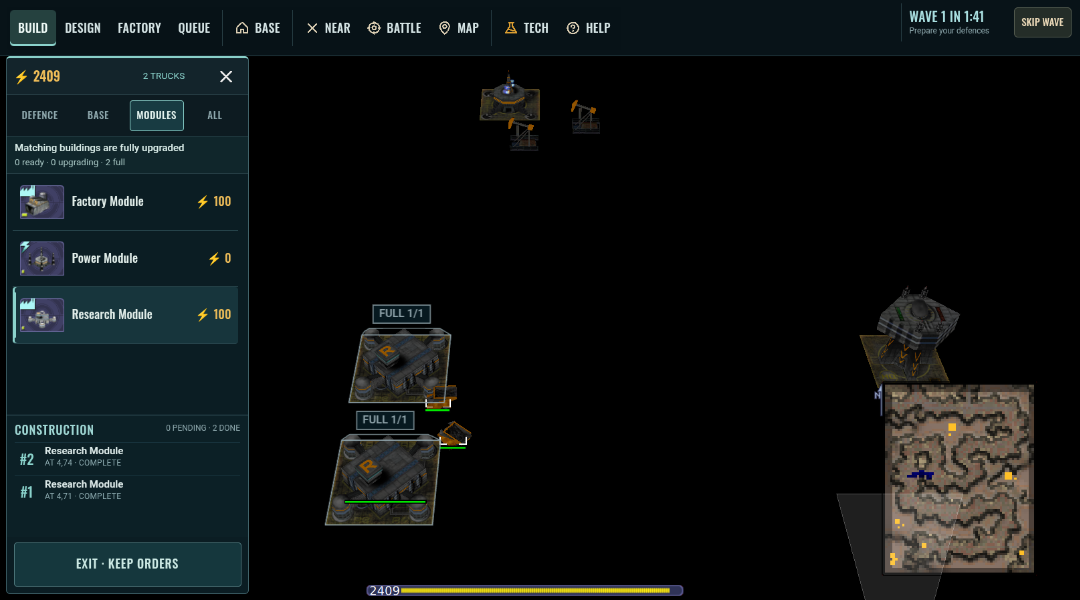 BUILD DESIGN FACTORY QUEUE BASE NEAR BATTLE MAP TECH HELP
WAVE 1 IN 1:41
Prepare your defences
SKIP WAVE
2409
2 TRUCKS
DEFENCE BASE MODULES ALL
Matching buildings are fully upgraded
0 ready · 0 upgrading · 2 full
Factory Module 100
Power Module 0
Research Module 100
CONSTRUCTION
0 PENDING · 2 DONE
#2 Research Module
AT 4,74 · COMPLETE
#1 Research Module
AT 4,71 · COMPLETE
EXIT · KEEP ORDERS
FULL 1/1
R
FULL 1/1
R
N
2409